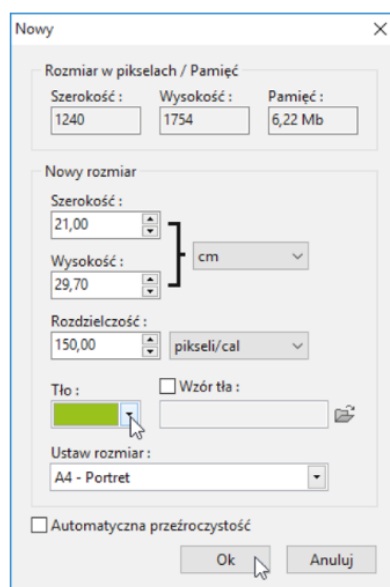 Nowy
Rozmiar w pikselach / Pamięć
Szerokość : Wysokość : Pamięć :
1240 1754 6,22 Mb
Nowy rozmiar
Szerokość :
21,00
cm
Wysokość :
29,70
Rozdzielczość :
150,00 pikseli/cal
Tło : Wzór tła :
Ustaw rozmiar :
A4 - Portret
Automatyczna przeźroczystość
Ok Anuluj